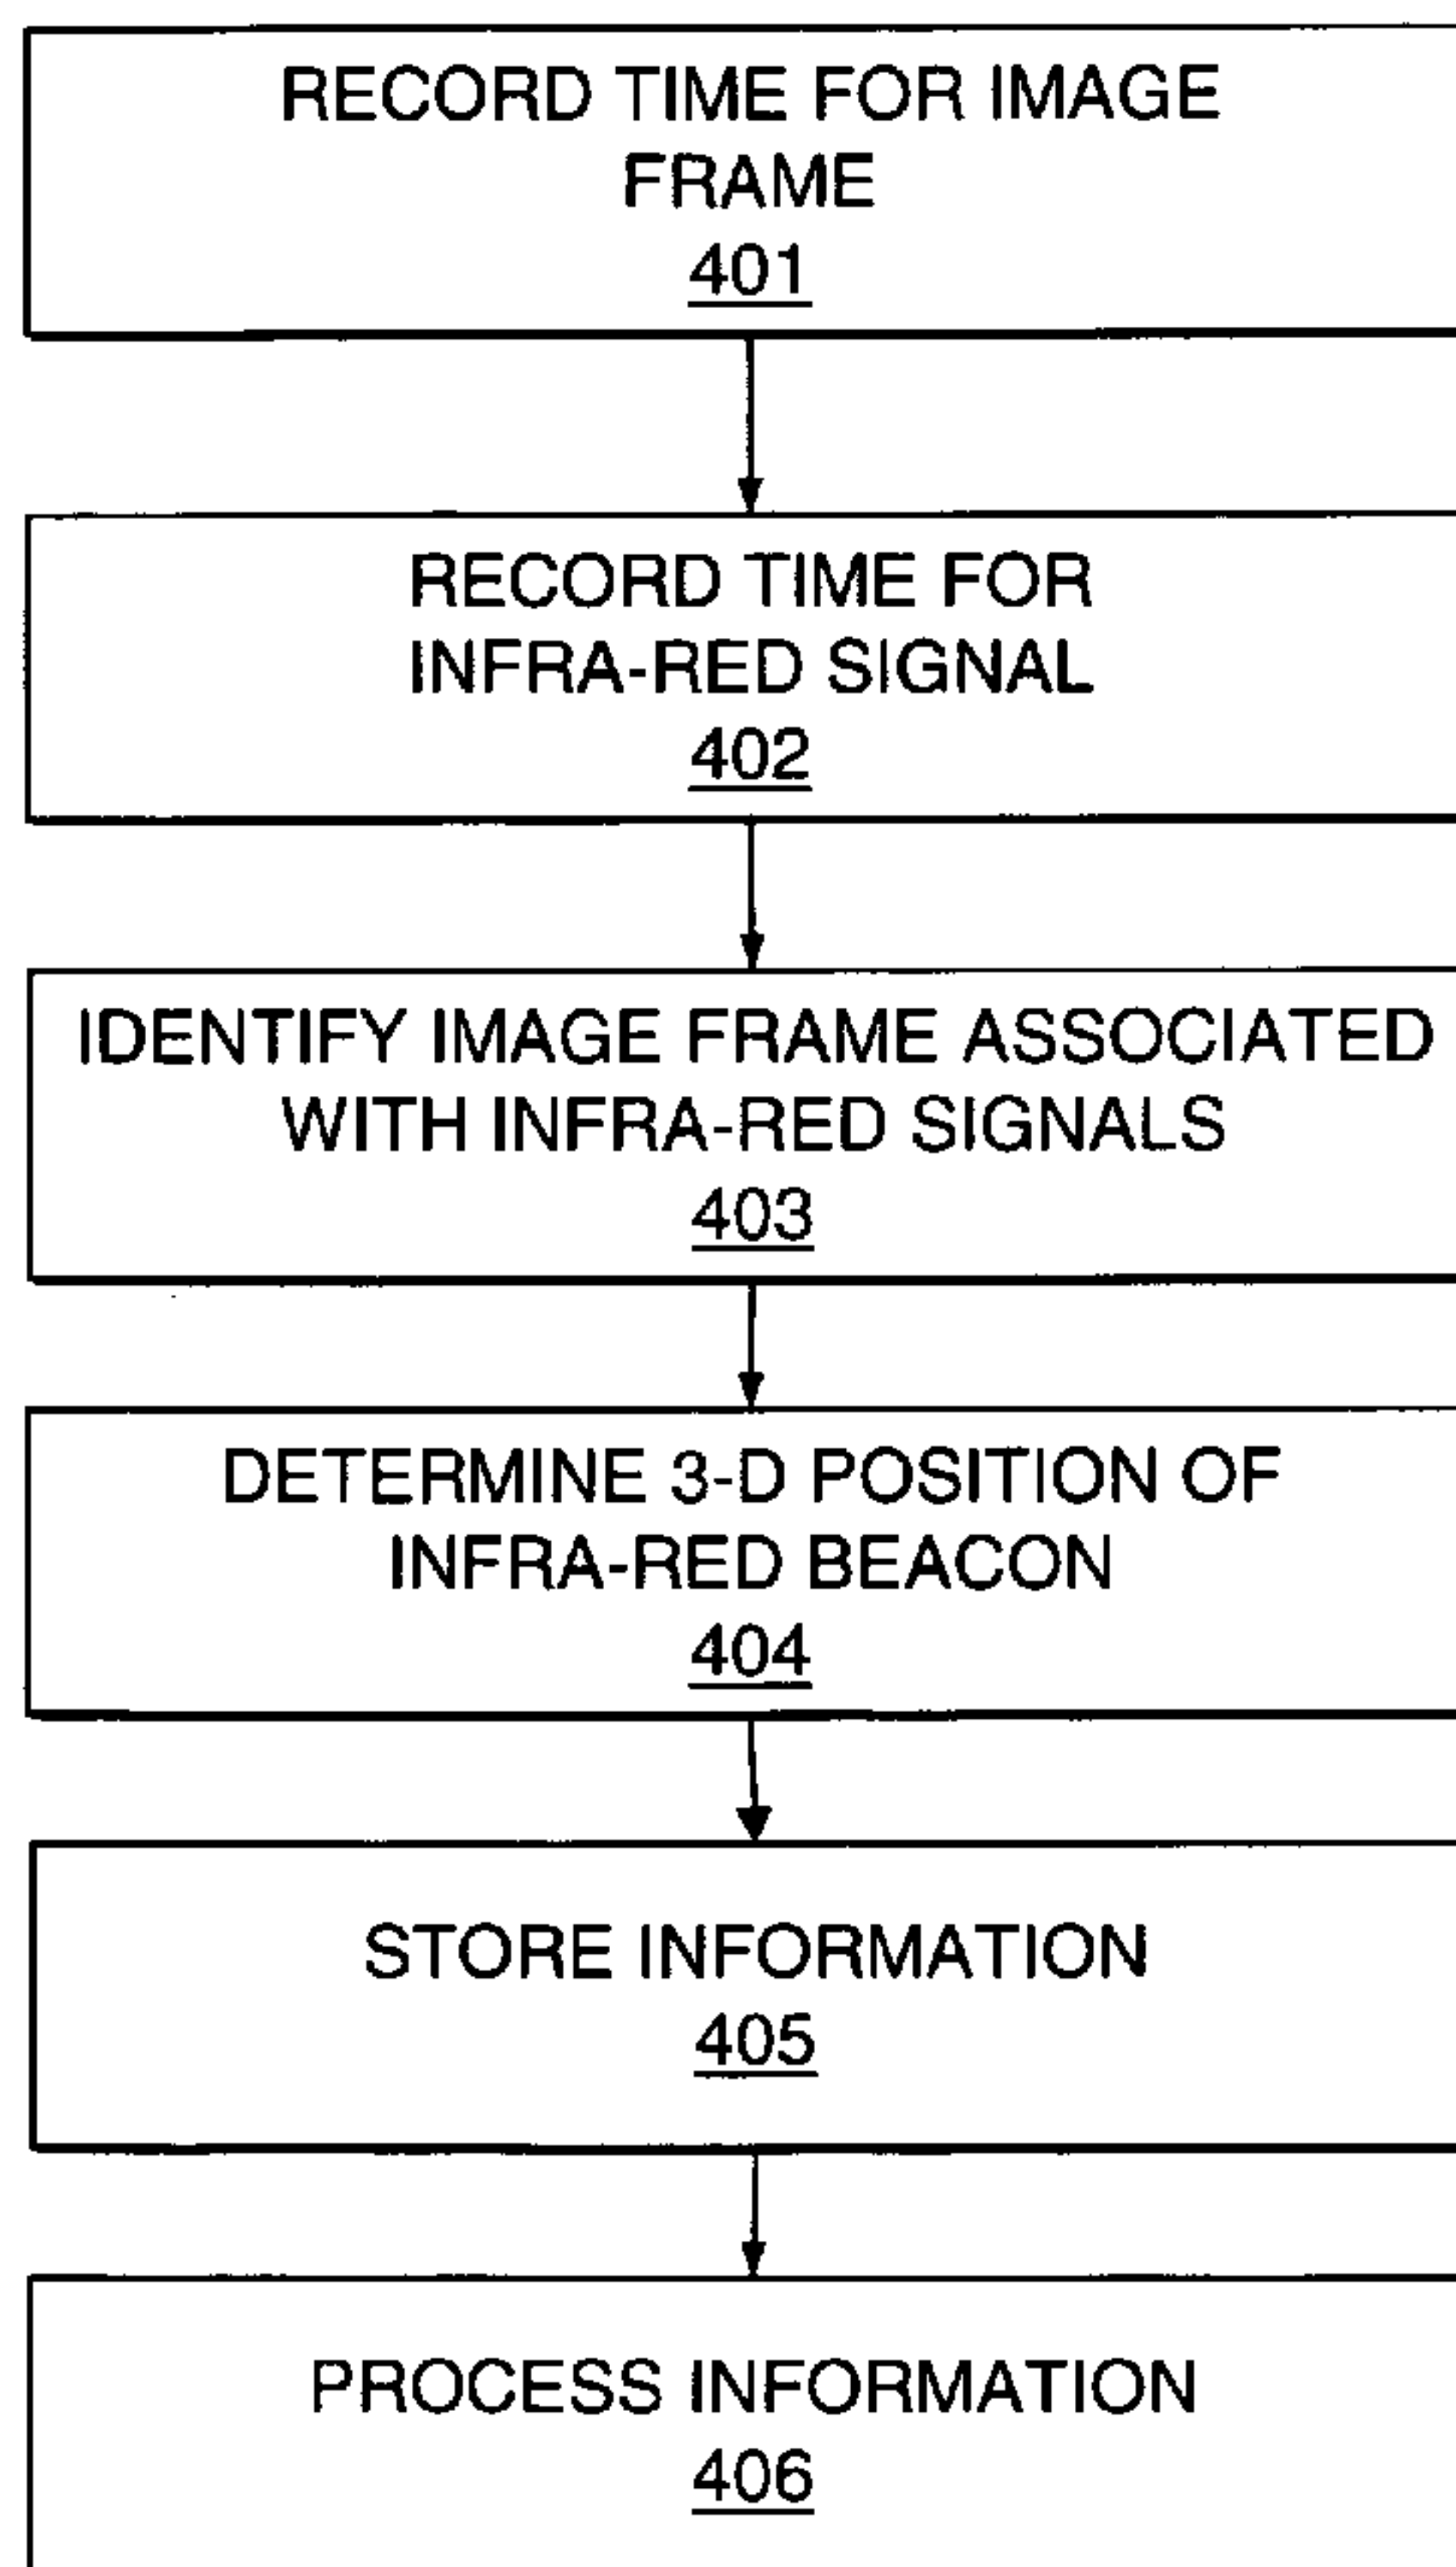 RECORD TIME FOR IMAGE
FRAME
401
RECORD TIME FOR
INFRA-RED SIGNAL
402
IDENTIFY IMAGE FRAME ASSOCIATED
WITH INFRA-RED SIGNALS
403
DETERMINE 3-D POSITION OF
INFRA-RED BEACON
404
STORE INFORMATION
405
PROCESS INFORMATION
406